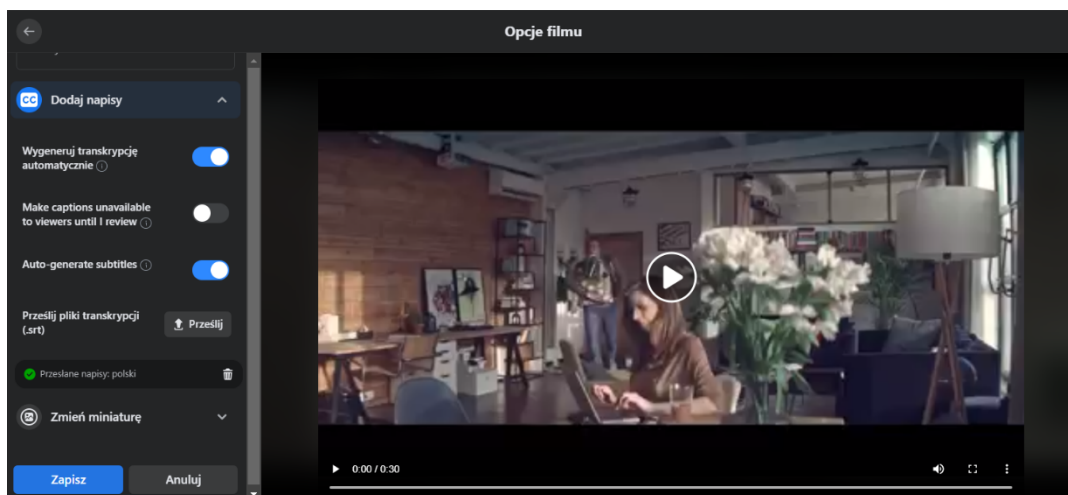 Opcje filmu
CC Dodaj napisy
Wygeneruj transkrypcję
automatycznie
Make captions unavailable
to viewers until I review
Auto-generate subtitles
Prześlij pliki transkrypcji
(.srt)
Prześlij
Przesłane napisy: polski
Zmień miniaturę
Zapisz
Anuluj
0:00 / 0:30